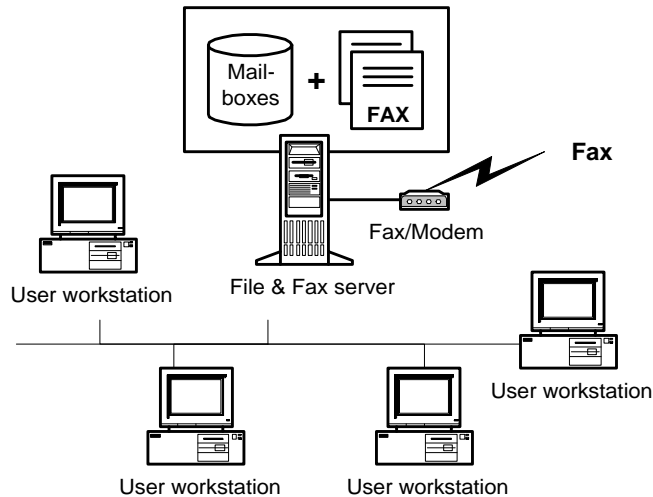 Mail-
boxes
+
FAX
Fax
Fax/Modem
File & Fax server
User workstation
User workstation
User workstation
User workstation